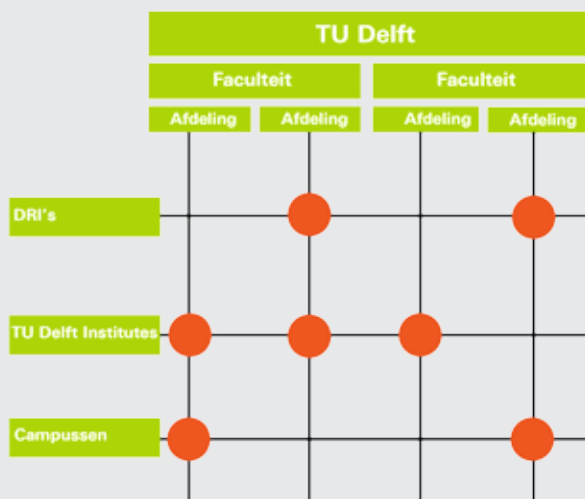 TU Delft
Faculteit Faculteit
Afdeling Afdeling Afdeling Afdeling
DRI's
TU Delft Institutes
Campussen